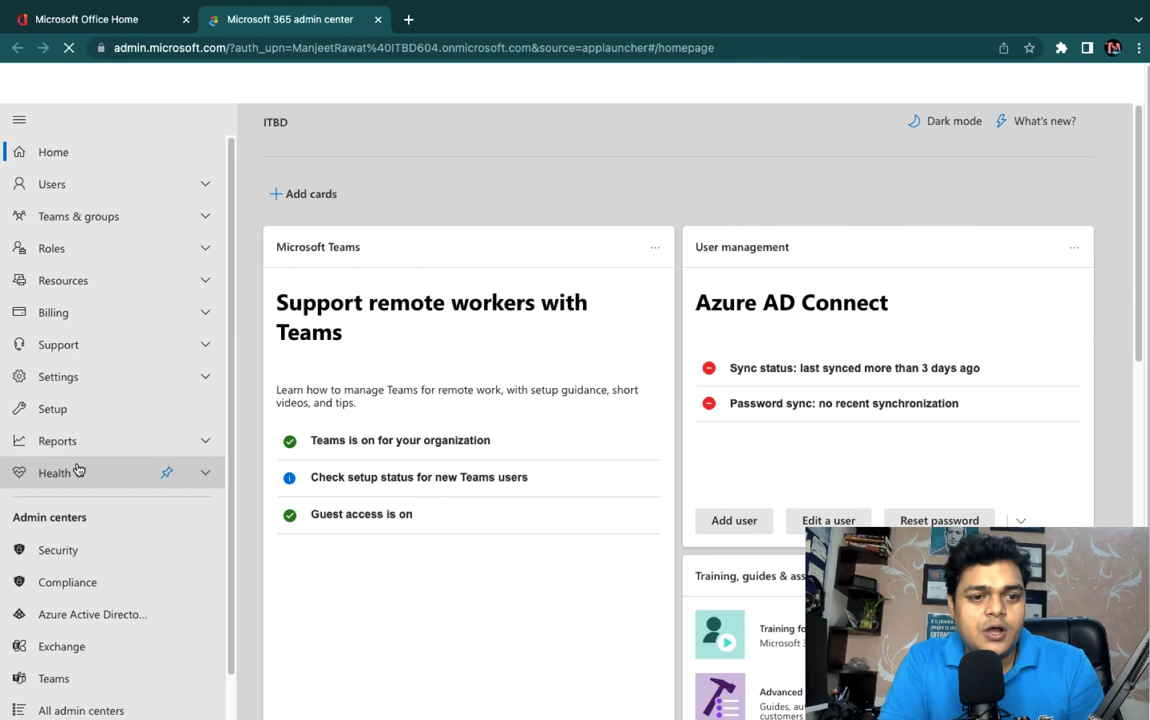 Microsoft Office Home
Microsoft 365 admin center
admin.microsoft.com/?auth_upn=ManjeetRawat%40ITBD604.onmicrosoft.com&source=applauncher#/homepage
ITBD
Dark mode
What's new?
Home
Users
Teams & groups
Roles
Resources
Billing
Support
Settings
Setup
Reports
Health
Admin centers
Security
Compliance
Azure Active Directo...
Exchange
Teams
All admin centers
Add cards
Microsoft Teams
Support remote workers with
Teams
Learn how to manage Teams for remote work, with setup guidance, short
videos, and tips.
Teams is on for your organization
Check setup status for new Teams users
Guest access is on
User management
Azure AD Connect
Sync status: last synced more than 3 days ago
Password sync: no recent synchronization
Add user
Edit a user
Reset password
Training, guides & ass
Training fo
Microsoft 3
Advanced
Guides, au
customers